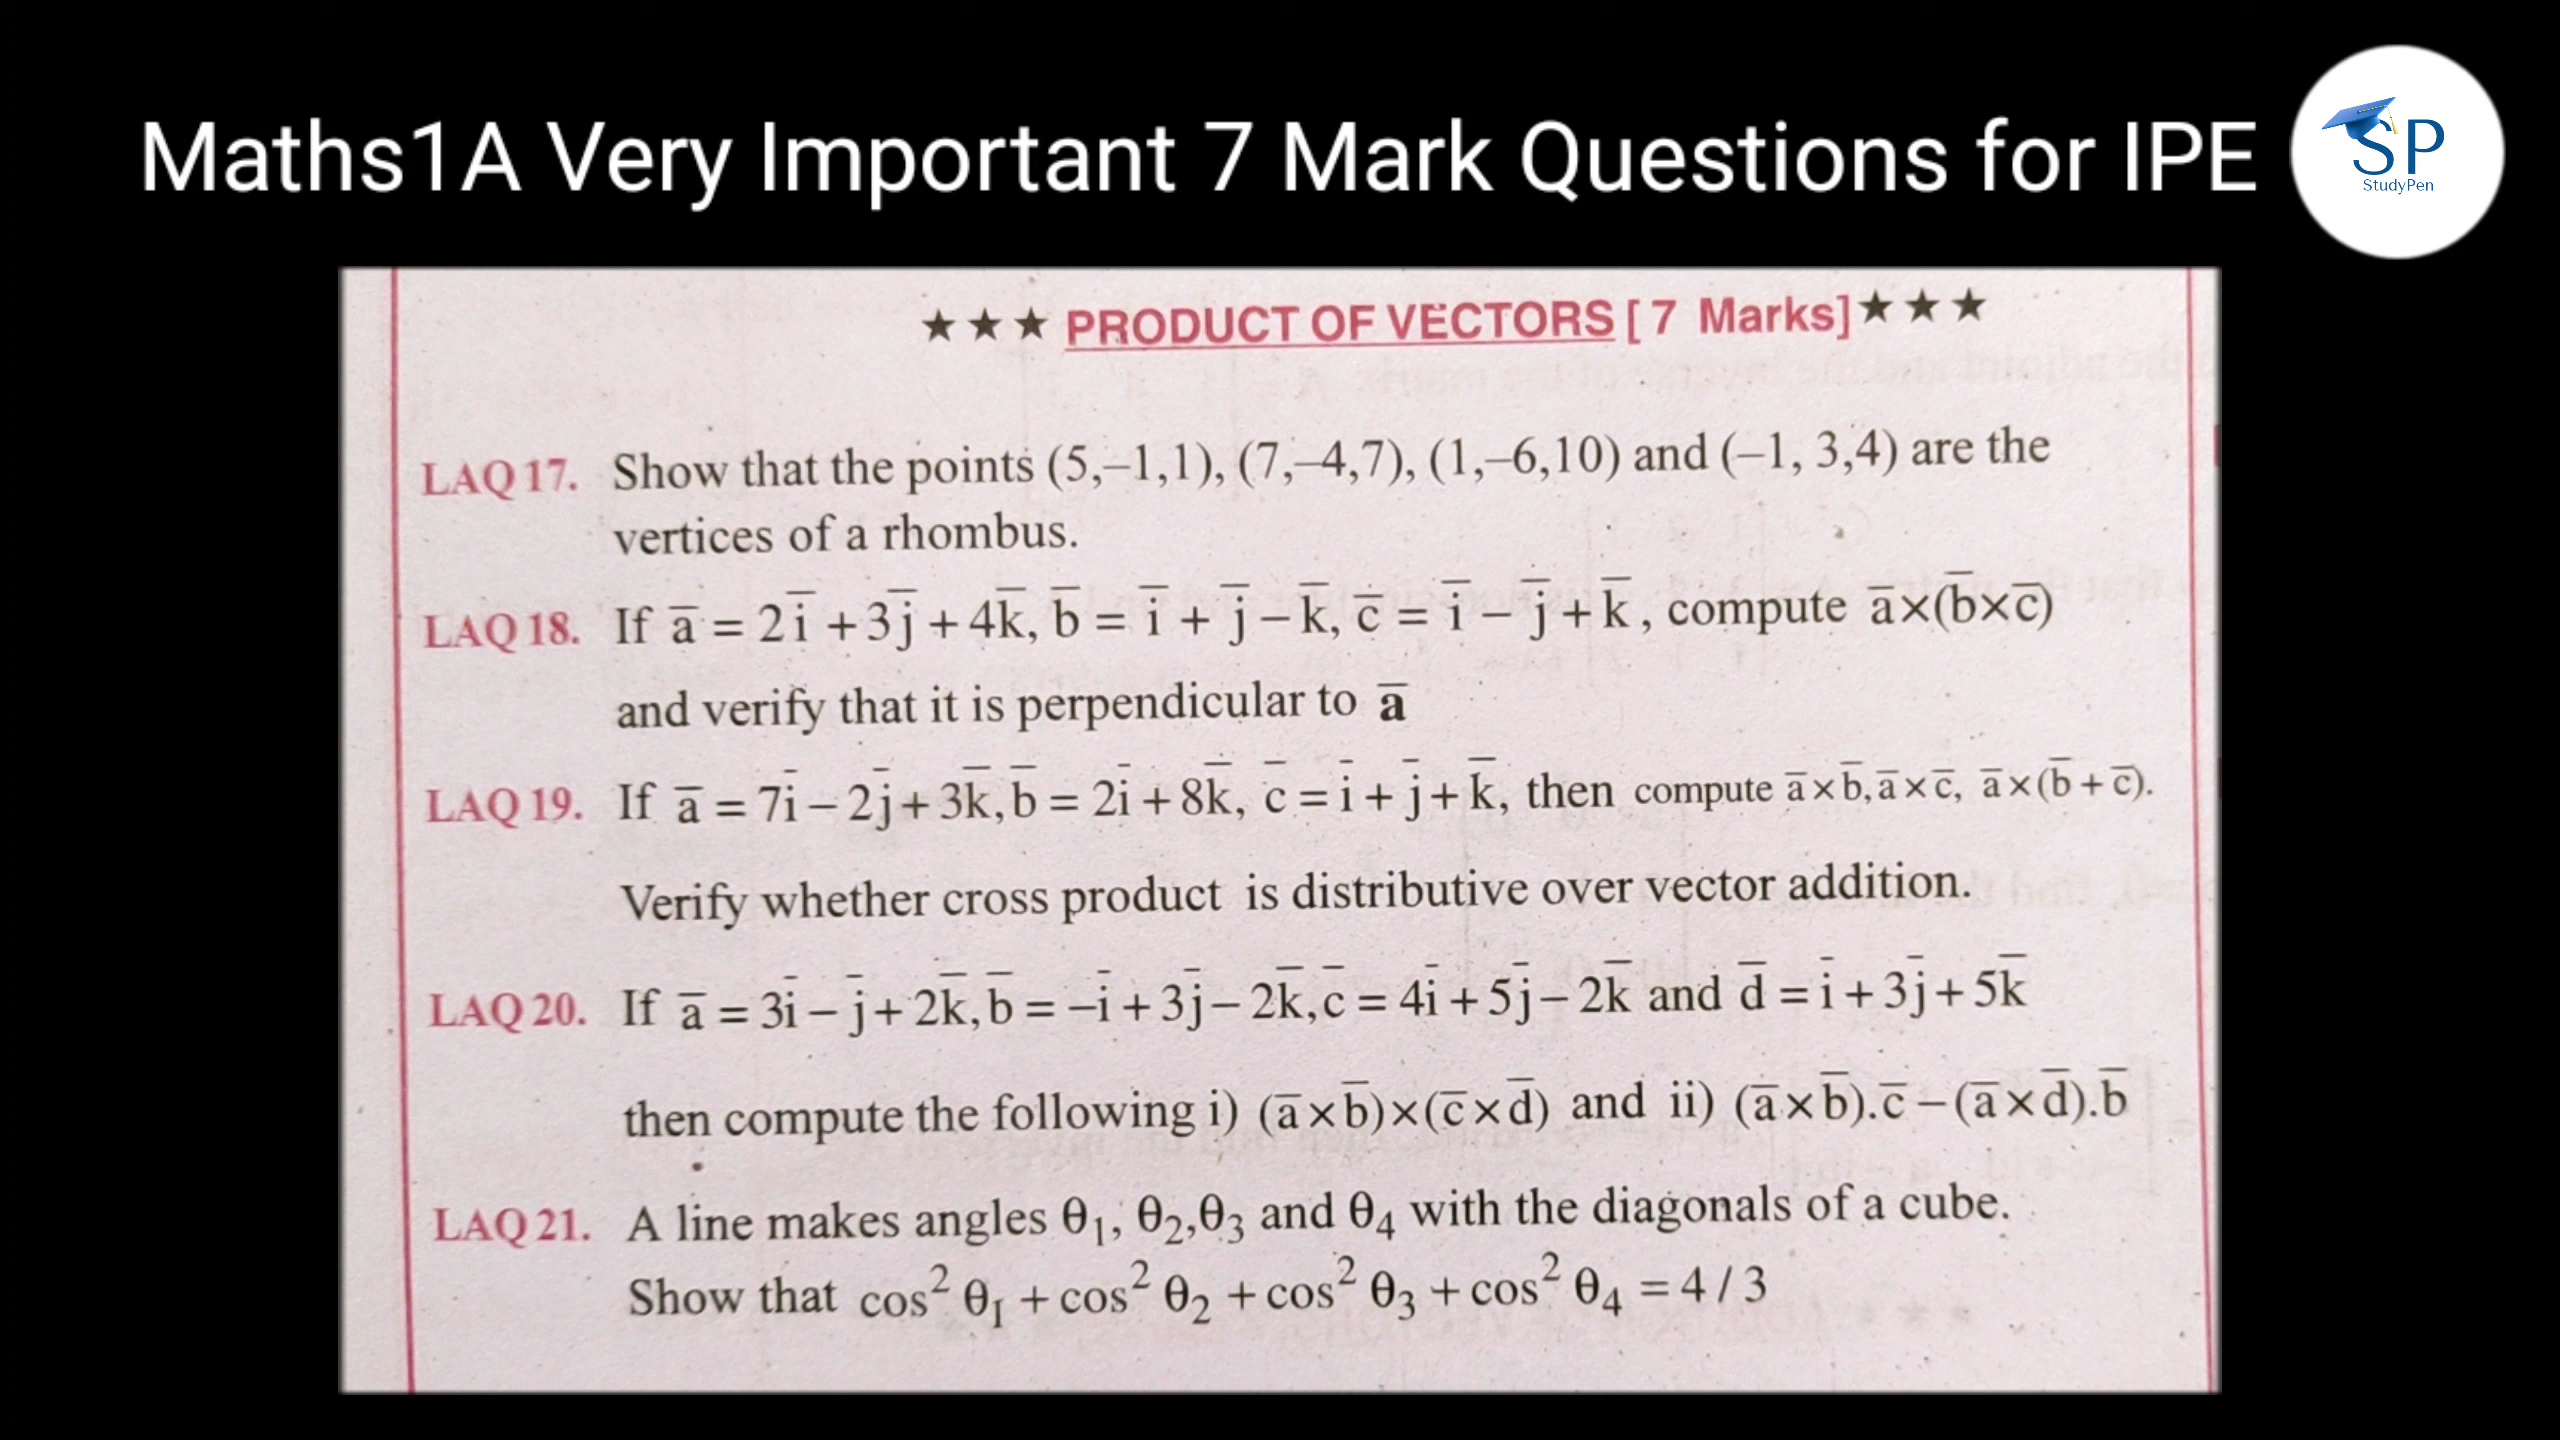 Maths1A Very Important 7 Mark Questions for IPE
SP
StudyPen
★★★ PRODUCT OF VECTORS [ 7 Marks]★★★
LAQ 17. Show that the points (5,–1,1), (7,–4,7), (1,–6,10) and (–1, 3,4) are the
vertices of a rhombus.
LAQ 18. If a̅ = 2i̅ + 3j̅ + 4k̅, b̅ = i̅ + j̅ – k̅, c̅ = i̅ – j̅ + k̅, compute a̅×(b̅×c̅)
and verify that it is perpendicular to a̅
LAQ 19. If a̅ = 7i̅ – 2j̅ + 3k̅, b̅ = 2i̅ + 8k̅, c̅ = i̅ + j̅ + k̅, then compute a̅×b̅, a̅×c̅, a̅×(b̅+c̅).
Verify whether cross product is distributive over vector addition.
LAQ 20. If a̅ = 3i̅ – j̅ + 2k̅, b̅ = –i̅ + 3j̅ – 2k̅, c̅ = 4i̅ + 5j̅ – 2k̅ and d̅ = i̅ + 3j̅ + 5k̅
then compute the following i) (a̅×b̅)×(c̅×d̅) and ii) (a̅×b̅).c̅ – (a̅×d̅).b̅
LAQ 21. A line makes angles θ₁, θ₂,θ₃ and θ₄ with the diagonals of a cube.
Show that cos² θ₁ + cos² θ₂ + cos² θ₃ + cos² θ₄ = 4 / 3